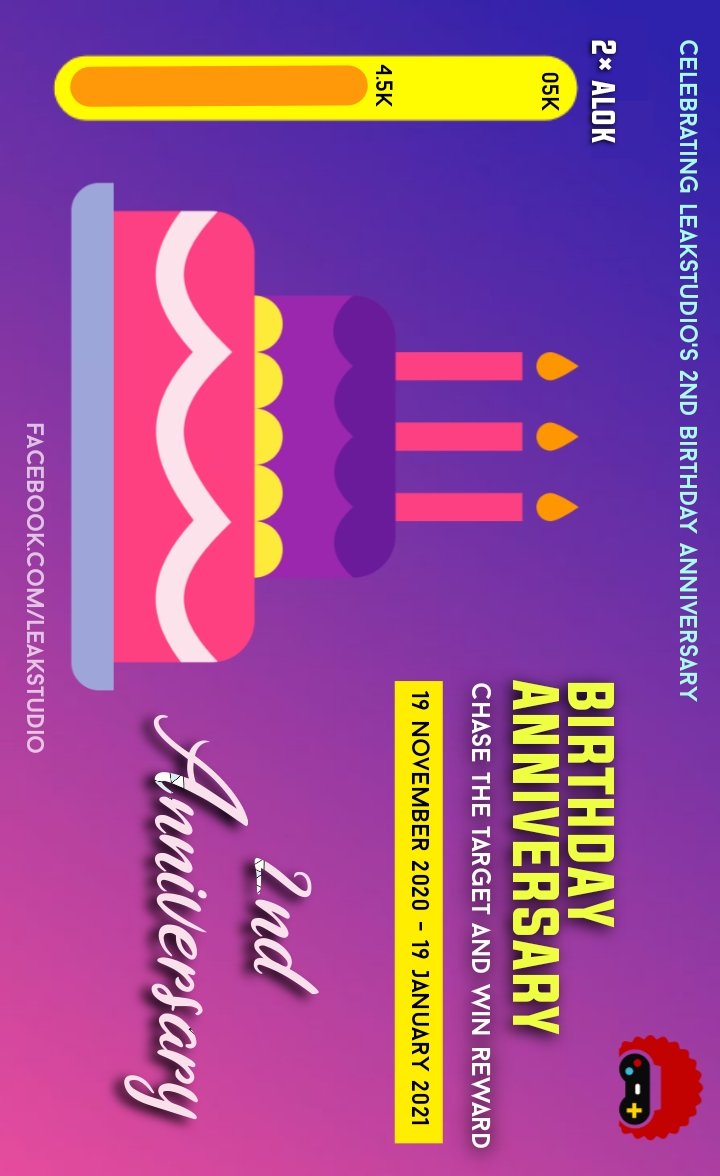 CELEBRATING LEAKSTUDIO'S 2ND BIRTHDAY ANNIVERSARY
2× ALOK
05K
4.5K
BIRTHDAY
ANNIVERSARY
CHASE THE TARGET AND WIN REWARD
19 NOVEMBER 2020 - 19 JANUARY 2021
2nd
Anniversary
FACEBOOK.COM/LEAKSTUDIO